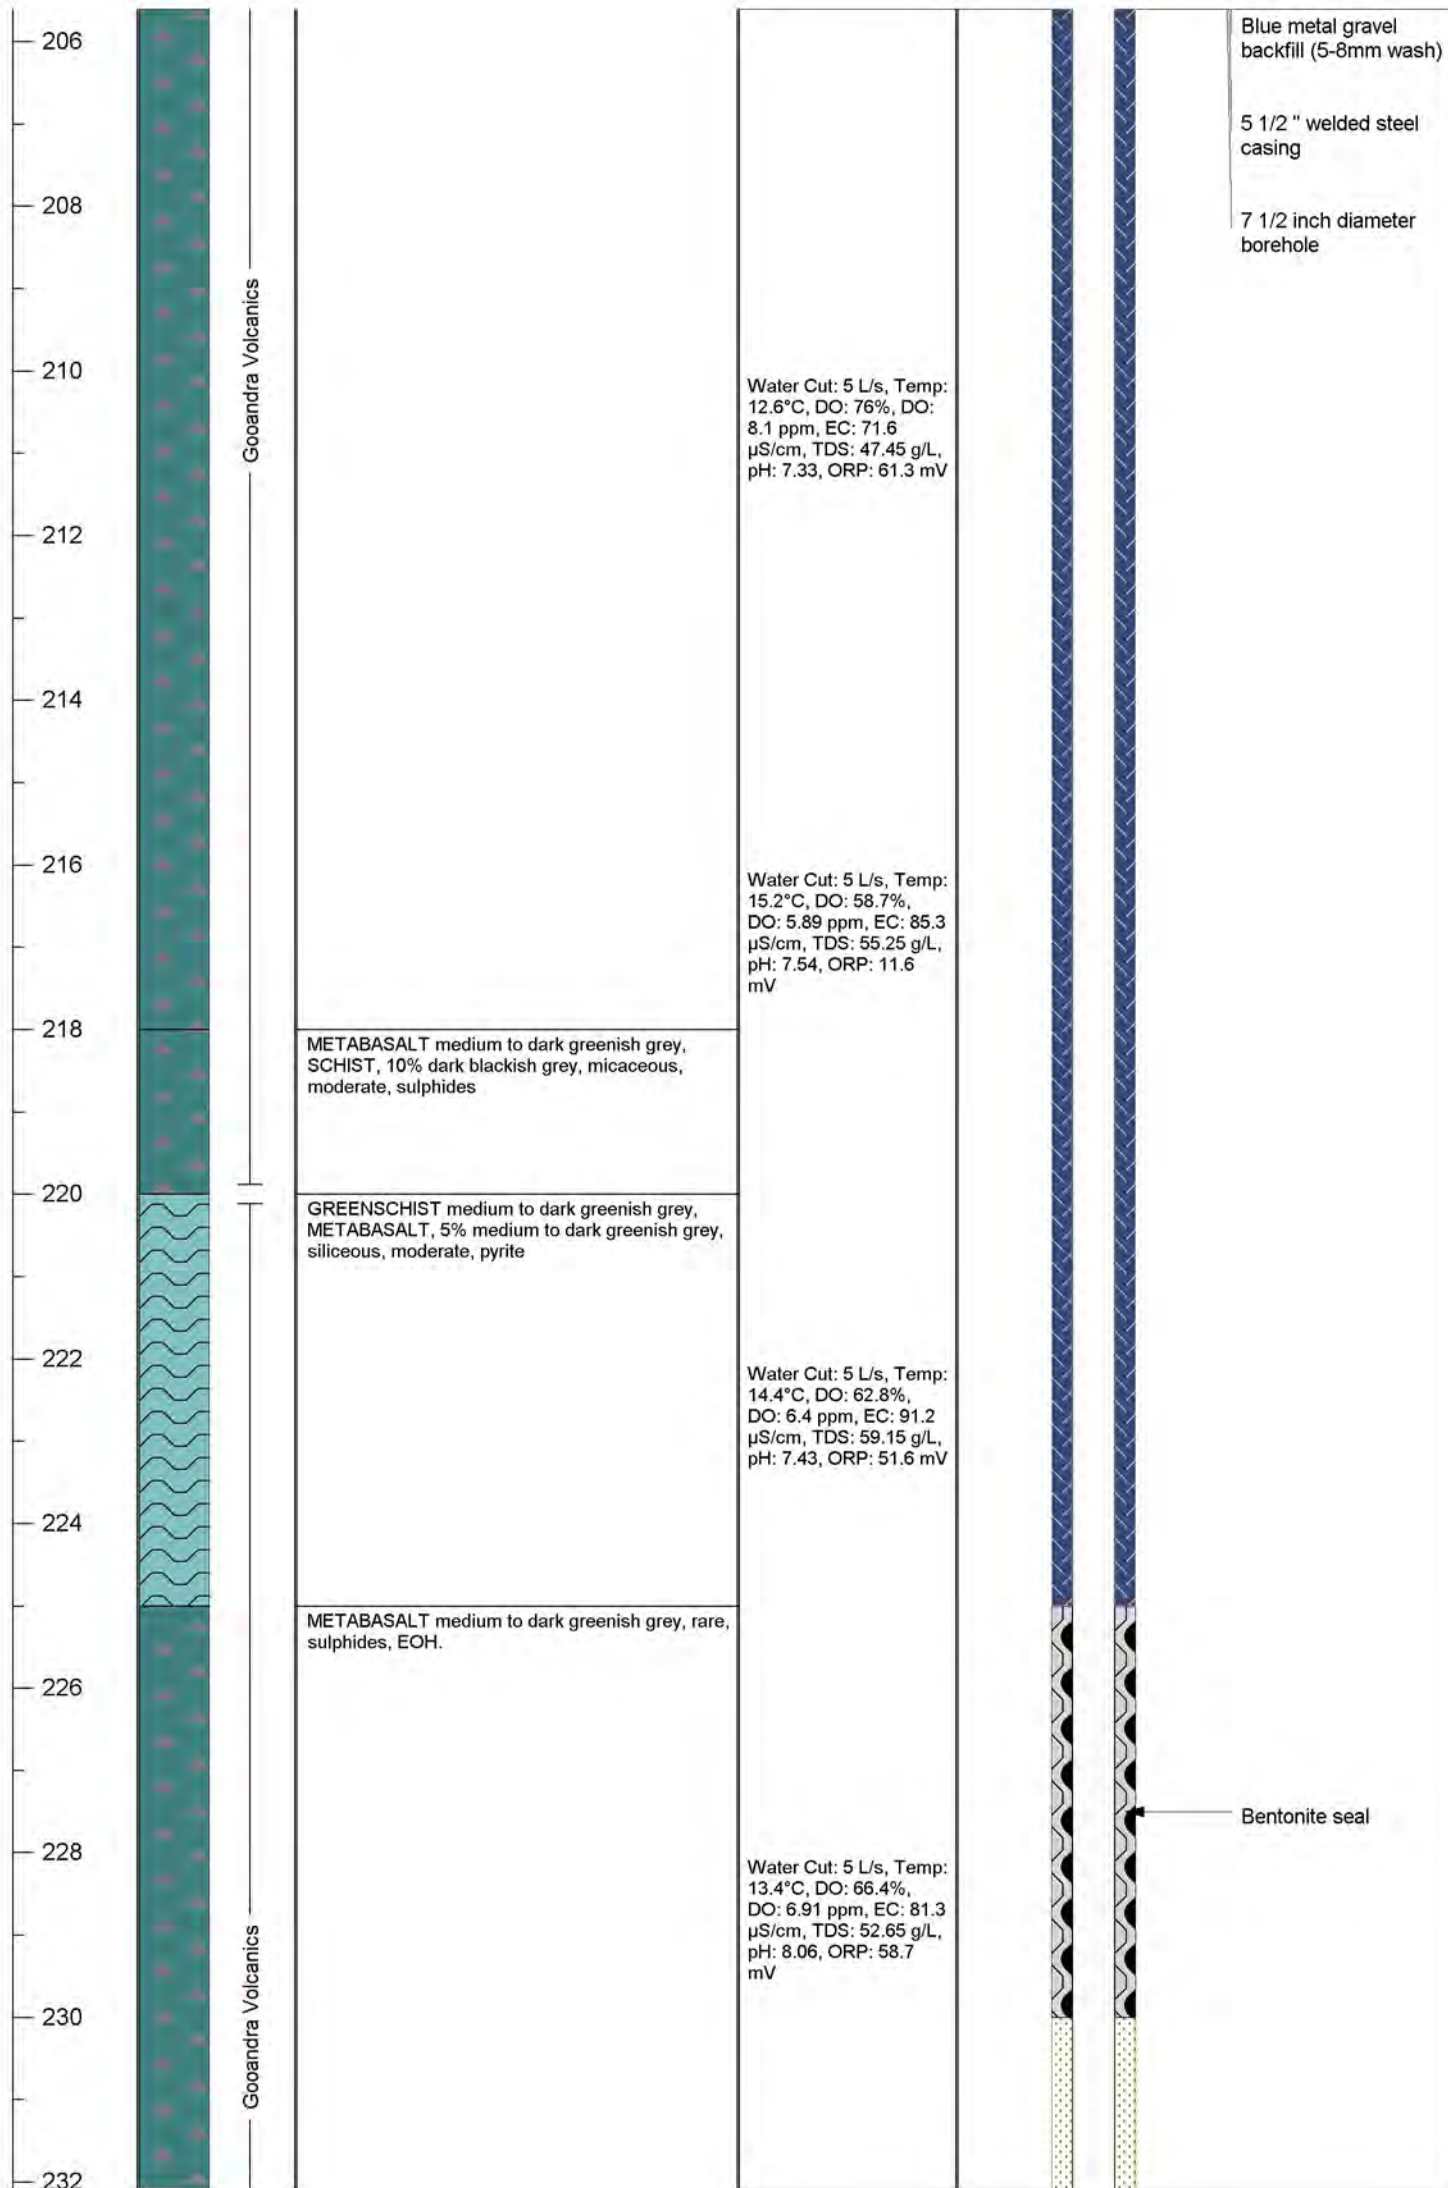 206
208
210
212
214
216
218
220
222
224
226
228
230
232
Gooandra Volcanics
Gooandra Volcanics
METABASALT medium to dark greenish grey,
SCHIST, 10% dark blackish grey, micaceous,
moderate, sulphides
GREENSCHIST medium to dark greenish grey,
METABASALT, 5% medium to dark greenish grey,
siliceous, moderate, pyrite
METABASALT medium to dark greenish grey, rare,
sulphides, EOH.
Water Cut: 5 L/s, Temp:
12.6°C, DO: 76%, DO:
8.1 ppm, EC: 71.6
µS/cm, TDS: 47.45 g/L,
pH: 7.33, ORP: 61.3 mV
Water Cut: 5 L/s, Temp:
15.2°C, DO: 58.7%,
DO: 5.89 ppm, EC: 85.3
µS/cm, TDS: 55.25 g/L,
pH: 7.54, ORP: 11.6
mV
Water Cut: 5 L/s, Temp:
14.4°C, DO: 62.8%,
DO: 6.4 ppm, EC: 91.2
µS/cm, TDS: 59.15 g/L,
pH: 7.43, ORP: 51.6 mV
Water Cut: 5 L/s, Temp:
13.4°C, DO: 66.4%,
DO: 6.91 ppm, EC: 81.3
µS/cm, TDS: 52.65 g/L,
pH: 8.06, ORP: 58.7
mV
Blue metal gravel
backfill (5-8mm wash)
5 1/2 " welded steel
casing
7 1/2 inch diameter
borehole
Bentonite seal